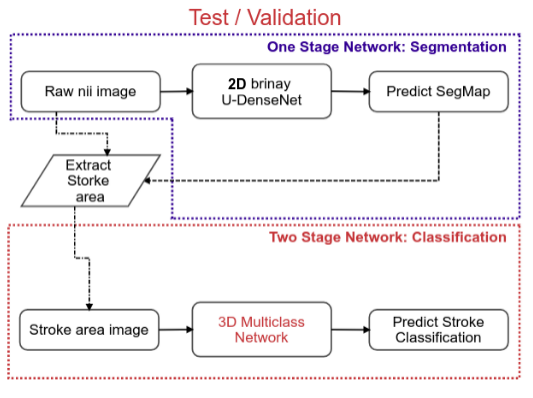 Test / Validation
One Stage Network: Segmentation
Raw nii image
2D brinay
U-DenseNet
Predict SegMap
Extract
Storke
area
Two Stage Network: Classification
Stroke area image
3D Multiclass
Network
Predict Stroke
Classification